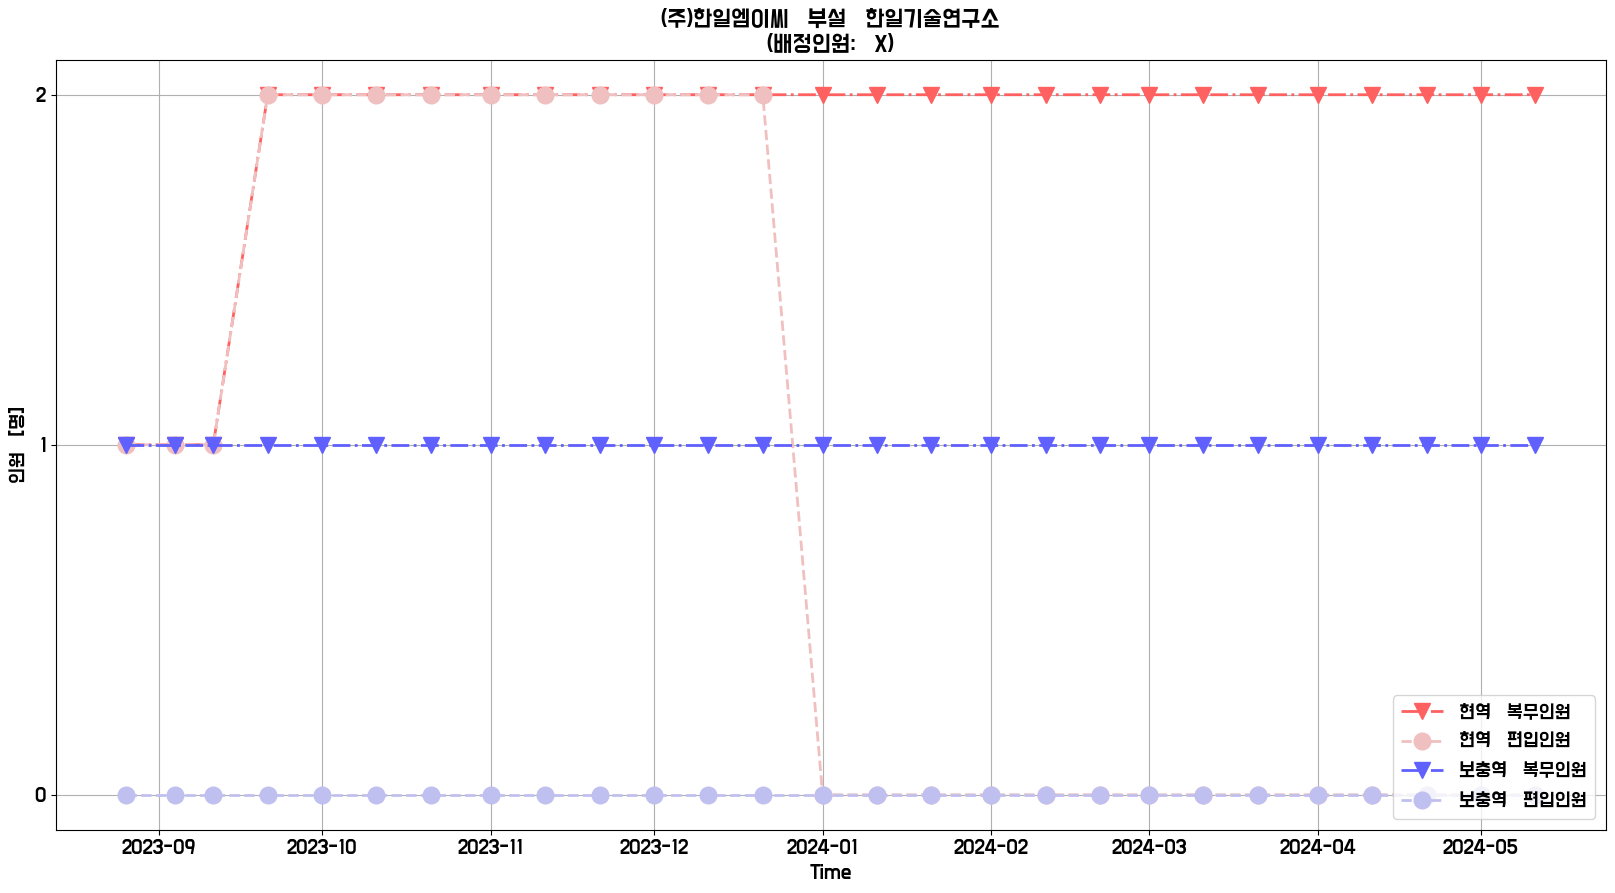 (주)한일엠이씨 부설 한일기술연구소
(배정인원: X)
2
1
0
인원 [명]
2023-09 2023-10 2023-11 2023-12 2024-01 2024-02 2024-03 2024-04 2024-05
Time
현역 복무인원
현역 편입인원
보충역 복무인원
보충역 편입인원